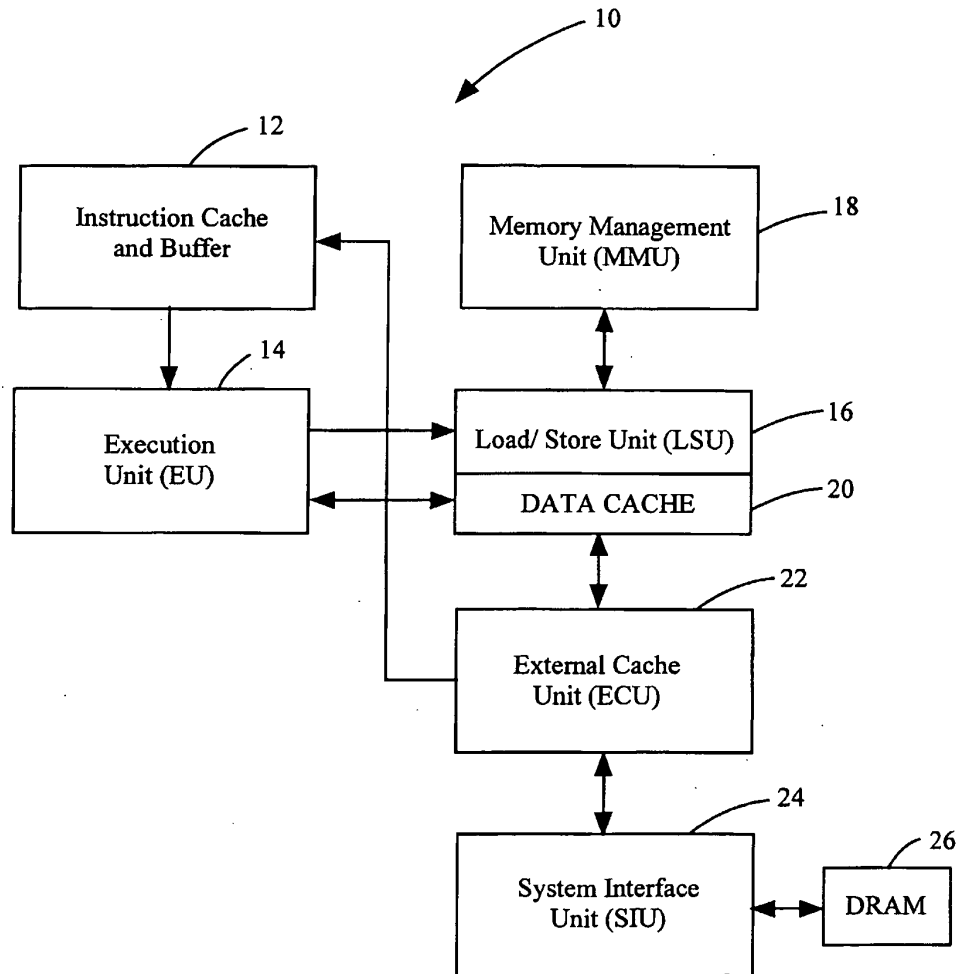 10
12
Instruction Cache
and Buffer
Memory Management
Unit (MMU)
18
14
Execution
Unit (EU)
16
Load/ Store Unit (LSU)
20
DATA CACHE
22
External Cache
Unit (ECU)
24
System Interface
Unit (SIU)
26
DRAM